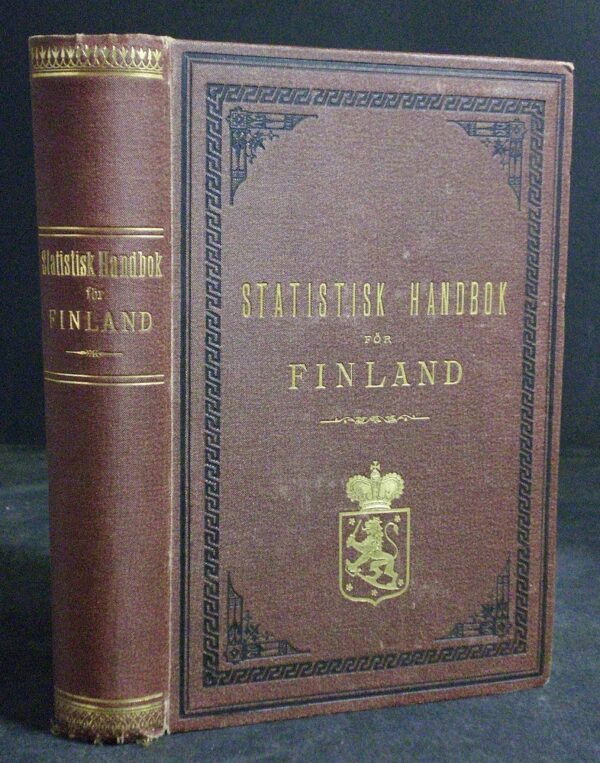 Statistisk Handbok
för
FINLAND
STATISTISK HANDBOK
FÖR
FINLAND